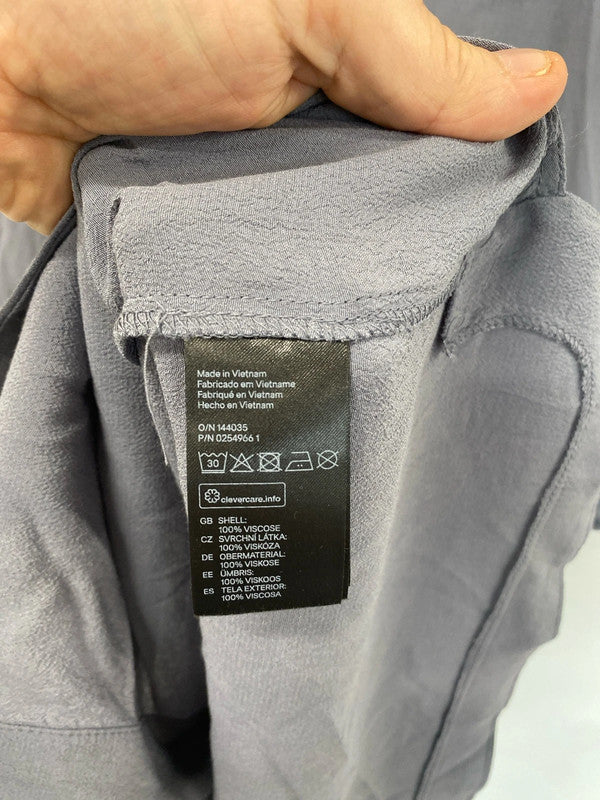 Made in Vietnam
Fabricado em Vietname
Fabriqué en Vietnam
Hecho en Vietnam
O/N 144035
P/N 0254966 1
30
clevercare.info
GB SHELL:
100% VISCOSE
CZ SVRCHNÍ LÁTKA:
100% VISKÓZA
DE OBERMATERIAL:
100% VISKOSE
EE ÜMBRIS:
100% VISKOOS
ES TELA EXTERIOR:
100% VISCOSA